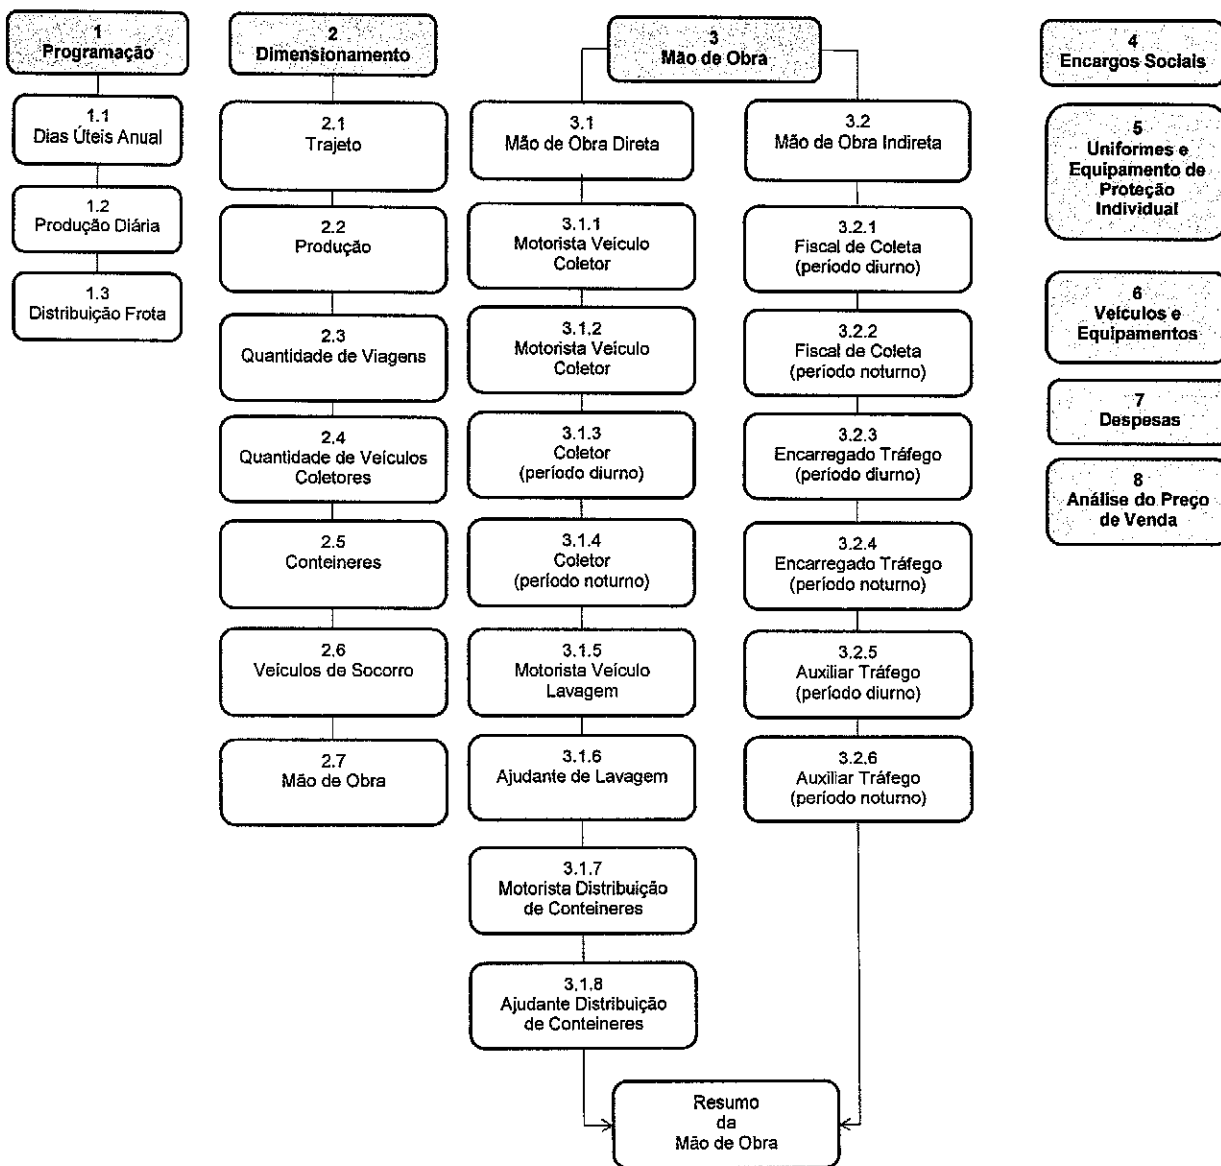 1
Programação
1.1
Dias Úteis Anual
1.2
Produção Diária
1.3
Distribuição Frota
2
Dimensionamento
2.1
Trajeto
2.2
Produção
2.3
Quantidade de Viagens
2.4
Quantidade de Veículos
Coletores
2.5
Conteineres
2.6
Veículos de Socorro
2.7
Mão de Obra
3
Mão de Obra
3.1
Mão de Obra Direta
3.1.1
Motorista Veículo
Coletor
3.1.2
Motorista Veículo
Coletor
3.1.3
Coletor
(período diurno)
3.1.4
Coletor
(período noturno)
3.1.5
Motorista Veículo
Lavagem
3.1.6
Ajudante de Lavagem
3.1.7
Motorista Distribuição
de Conteineres
3.1.8
Ajudante Distribuição
de Conteineres
3.2
Mão de Obra Indireta
3.2.1
Fiscal de Coleta
(período diurno)
3.2.2
Fiscal de Coleta
(período noturno)
3.2.3
Encarregado Tráfego
(período diurno)
3.2.4
Encarregado Tráfego
(período noturno)
3.2.5
Auxiliar Tráfego
(período diurno)
3.2.6
Auxiliar Tráfego
(período noturno)
Resumo
da
Mão de Obra
4
Encargos Sociais
5
Uniformes e
Equipamento de
Proteção
Individual
6
Veículos e
Equipamentos
7
Despesas
8
Análise do Preço
de Venda